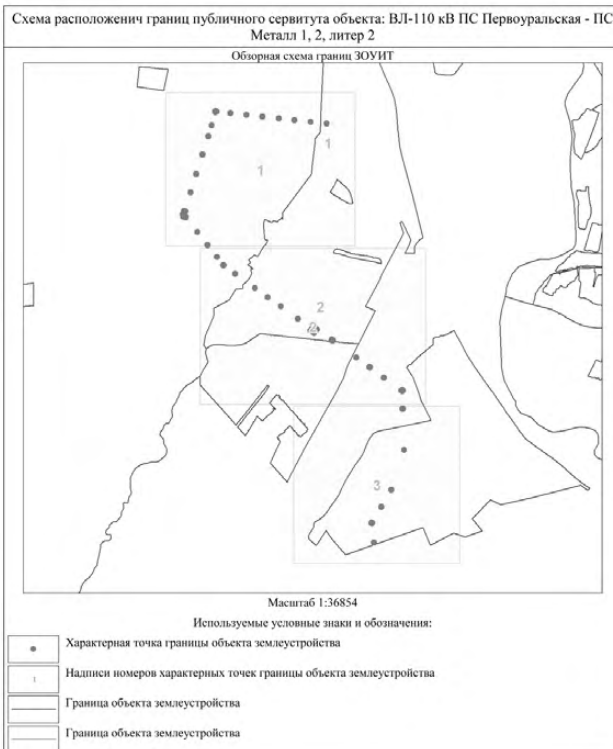 Схема расположенич границ публичного сервитута объекта: ВЛ-110 кВ ПС Первоуральская - ПС
Металл 1, 2, литер 2
Обзорная схема границ ЗОУИТ
1
1
2
2
3
Масштаб 1:36854
Используемые условные знаки и обозначения:
Характерная точка границы объекта землеустройства
1
Надписи номеров характерных точек границы объекта землеустройства
Граница объекта землеустройства
Граница объекта землеустройства